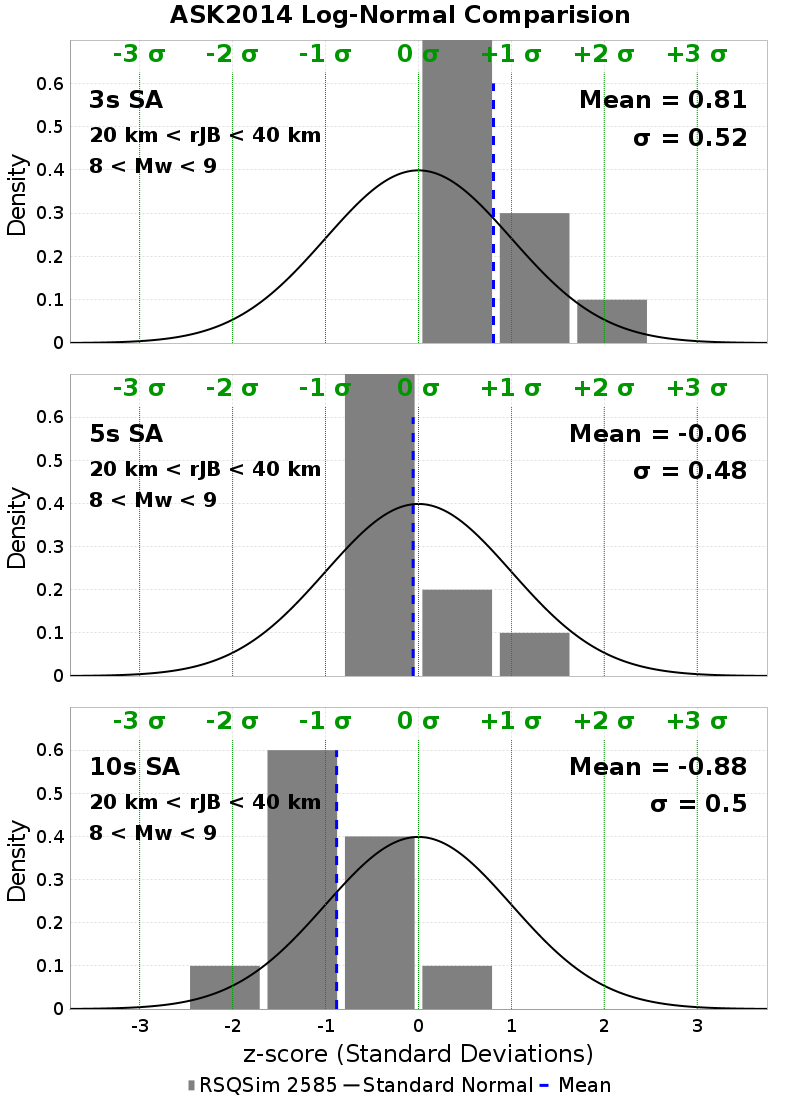 ASK2014 Log-Normal Comparision
-3 σ -2 σ -1 σ 0 σ +1 σ +2 σ +3 σ
0.6
3s SA Mean = 0.81
0.5
20 km < rJB < 40 km σ = 0.52
8 < Mw < 9
0.4
0.3
0.2
0.1
0
Density
-3 σ -2 σ -1 σ 0 σ +1 σ +2 σ +3 σ
0.6
5s SA Mean = -0.06
0.5
20 km < rJB < 40 km σ = 0.48
8 < Mw < 9
0.4
0.3
0.2
0.1
0
Density
-3 σ -2 σ -1 σ 0 σ +1 σ +2 σ +3 σ
0.6
10s SA Mean = -0.88
0.5
20 km < rJB < 40 km σ = 0.5
8 < Mw < 9
0.4
0.3
0.2
0.1
0
Density
-3 -2 -1 0 1 2 3
z-score (Standard Deviations)
RSQSim 2585 Standard Normal Mean